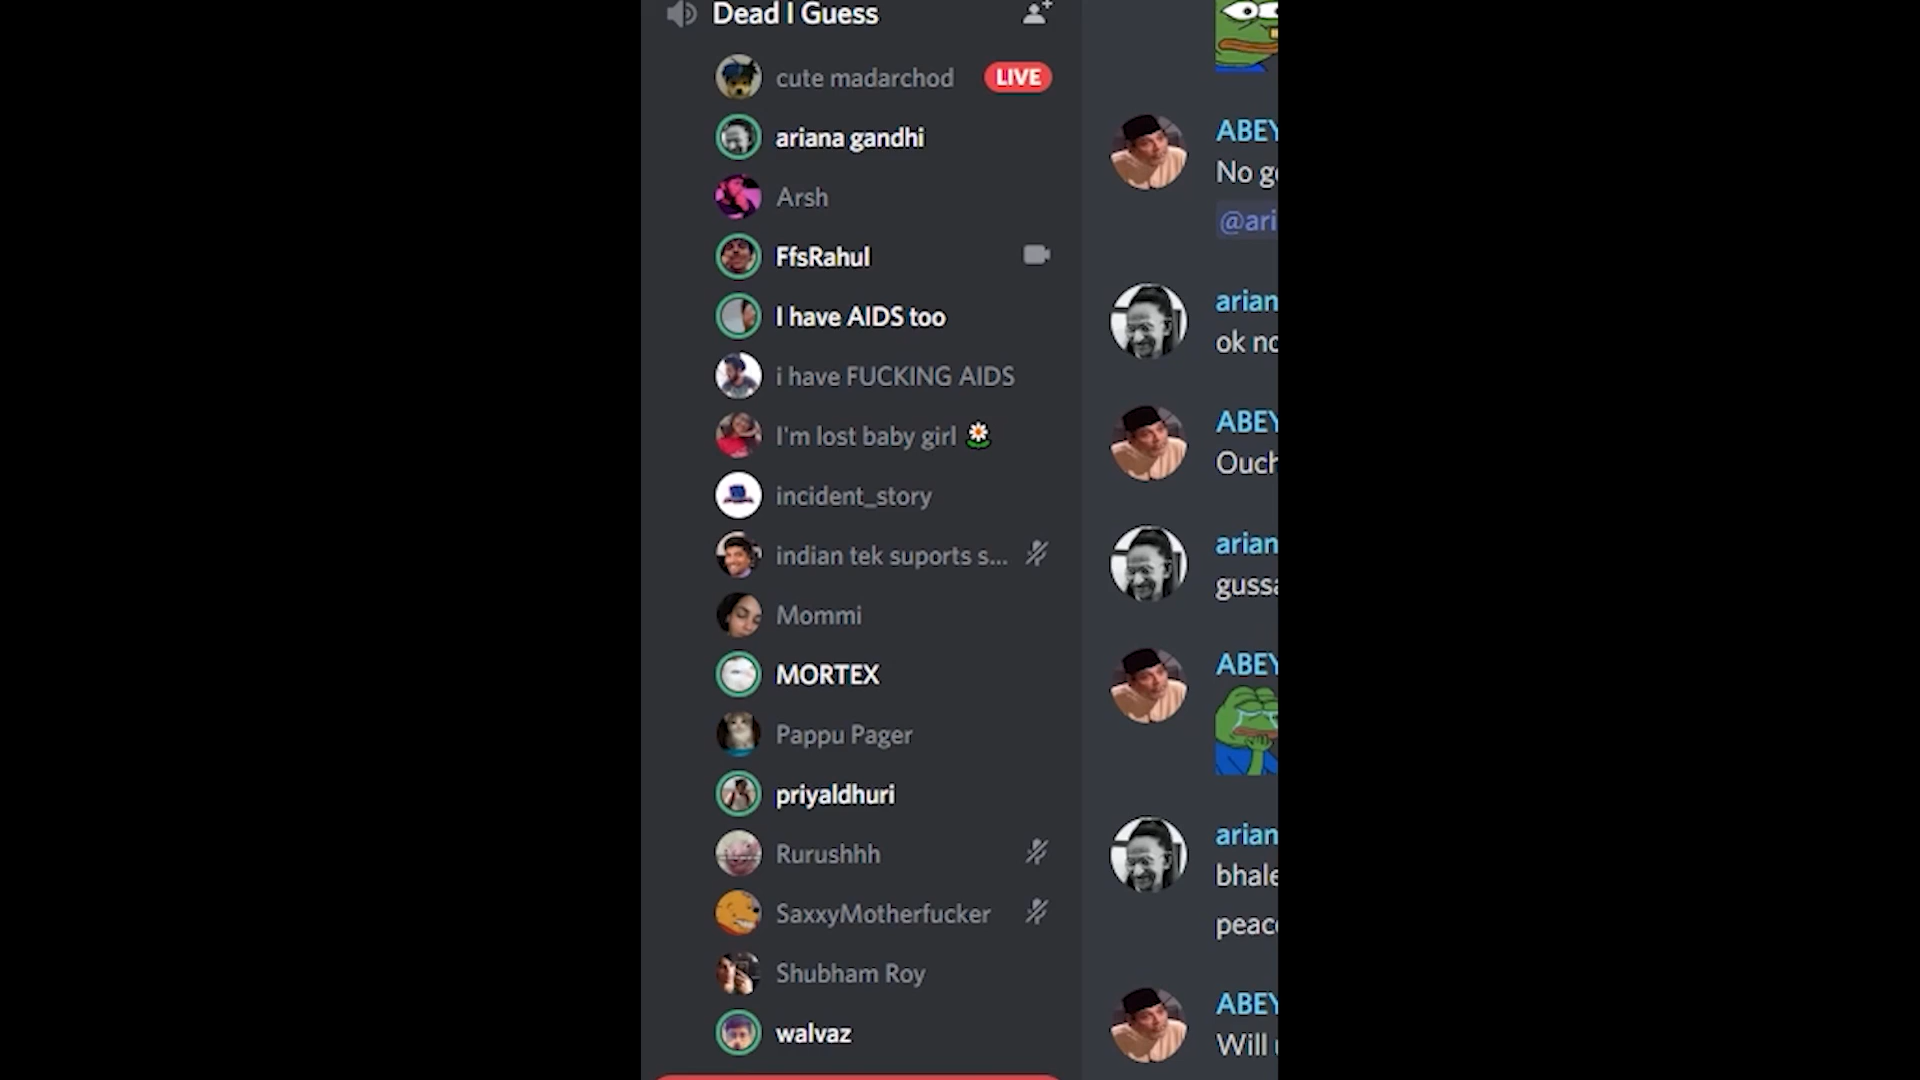 Dead I Guess
cute madarchod LIVE
ariana gandhi
Arsh
FfsRahul
I have AIDS too
i have FUCKING AIDS
I'm lost baby girl
incident_story
indian tek suports s...
Mommi
MORTEX
Pappu Pager
priyaldhuri
Rurushhh
SaxxyMotherfucker
Shubham Roy
walvaz
ABEY
No g
@ari
arian
ok no
ABEY
Ouch
arian
gussa
ABEY
arian
bhale
peac
ABEY
Will